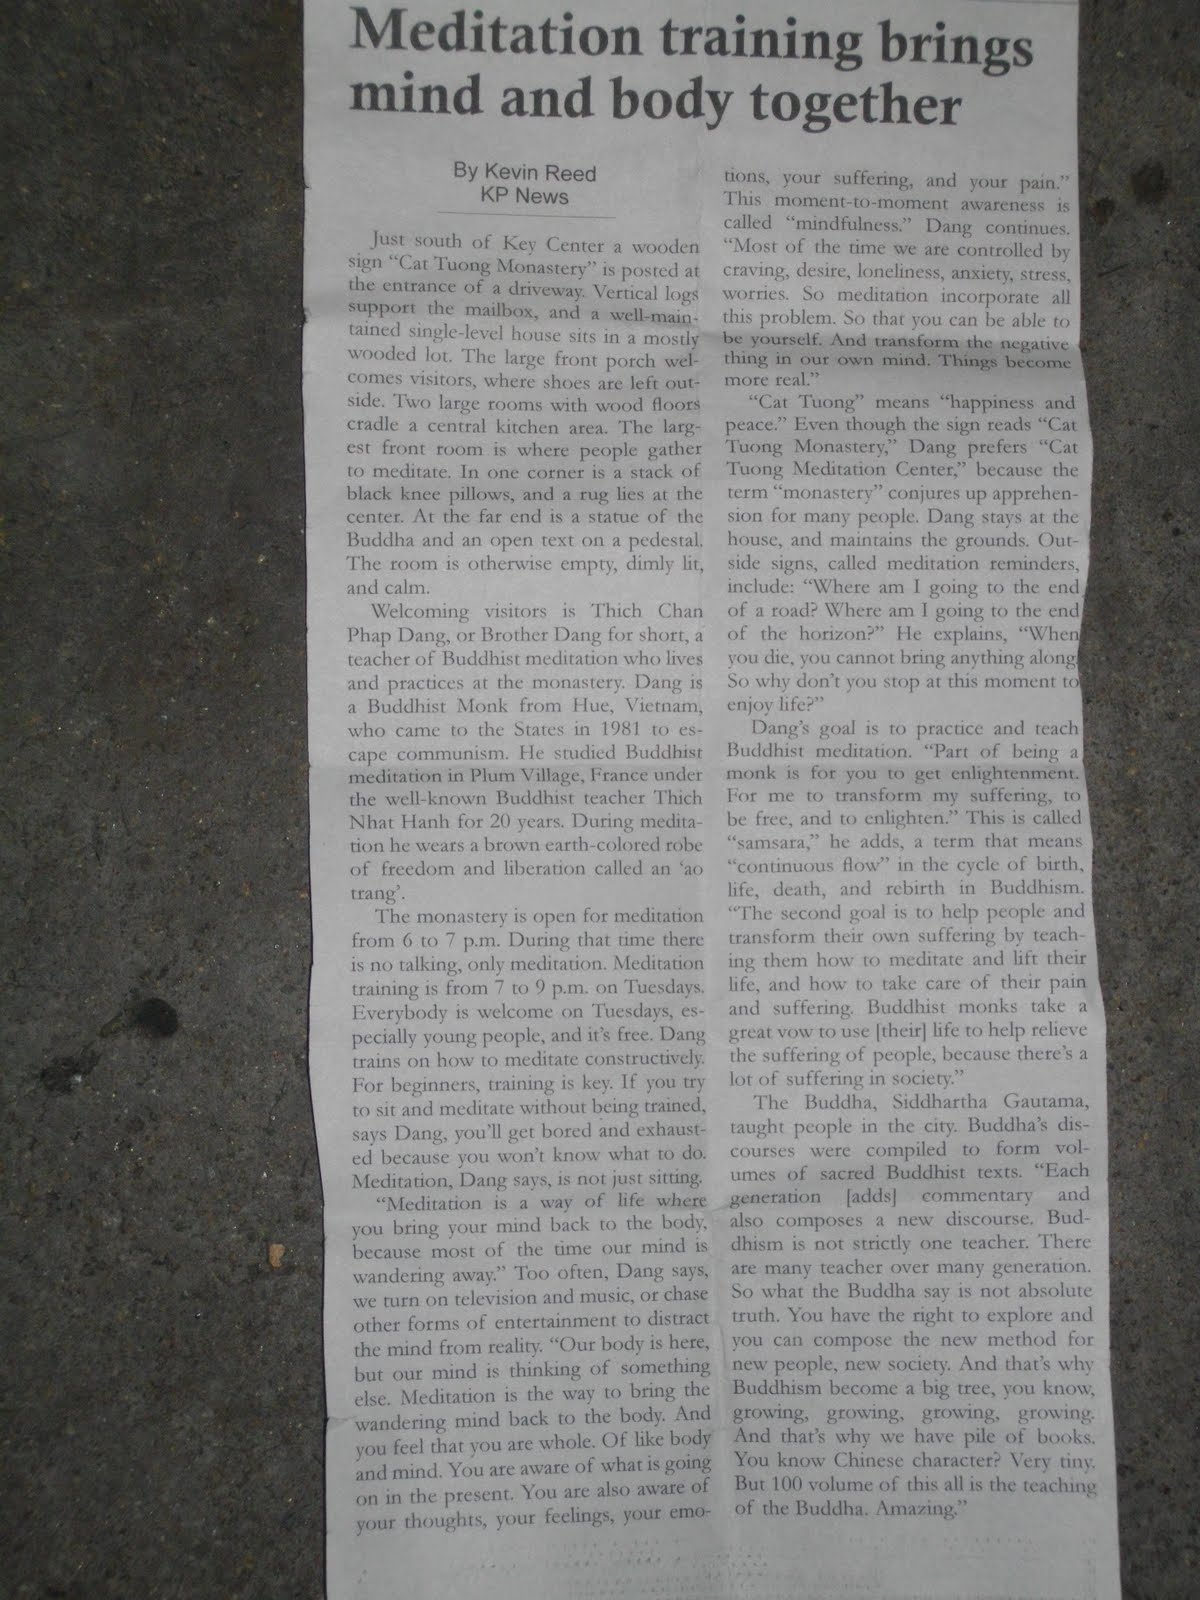 Meditation training brings
mind and body together
By Kevin Reed
KP News
Just south of Key Center a wooden
sign “Cat Tuong Monastery” is posted at
the entrance of a driveway. Vertical logs
support the mailbox, and a well-main-
tained single-level house sits in a mostly
wooded lot. The large front porch wel-
comes visitors, where shoes are left out-
side. Two large rooms with wood floors
cradle a central kitchen area. The larg-
est front room is where people gather
to meditate. In one corner is a stack of
black knee pillows, and a rug lies at the
center. At the far end is a statue of the
Buddha and an open text on a pedestal.
The room is otherwise empty, dimly lit,
and calm.
Welcoming visitors is Thich Chan
Phap Dang, or Brother Dang for short, a
teacher of Buddhist meditation who lives
and practices at the monastery. Dang is
a Buddhist Monk from Hue, Vietnam,
who came to the States in 1981 to es-
cape communism. He studied Buddhist
meditation in Plum Village, France under
the well-known Buddhist teacher Thich
Nhat Hanh for 20 years. During medita-
tion he wears a brown earth-colored robe
of freedom and liberation called an ‘ao
trang’.
The monastery is open for meditation
from 6 to 7 p.m. During that time there
is no talking, only meditation. Meditation
training is from 7 to 9 p.m. on Tuesdays.
Everybody is welcome on Tuesdays, es-
pecially young people, and it’s free. Dang
trains on how to meditate constructively.
For beginners, training is key. If you try
to sit and meditate without being trained,
says Dang, you’ll get bored and exhaust-
ed because you won’t know what to do.
Meditation, Dang says, is not just sitting.
“Meditation is a way of life where
you bring your mind back to the body,
because most of the time our mind is
wandering away.” Too often, Dang says,
we turn on television and music, or chase
other forms of entertainment to distract
the mind from reality. “Our body is here,
but our mind is thinking of something
else. Meditation is the way to bring the
wandering mind back to the body. And
you feel that you are whole. Of like body
and mind. You are aware of what is going
on in the present. You are also aware of
your thoughts, your feelings, your emo-
tions, your suffering, and your pain.”
This moment-to-moment awareness is
called “mindfulness.” Dang continues.
“Most of the time we are controlled by
craving, desire, loneliness, anxiety, stress,
worries. So meditation incorporate all
this problem. So that you can be able to
be yourself. And transform the negative
thing in our own mind. Things become
more real.”
“Cat Tuong” means “happiness and
peace.” Even though the sign reads “Cat
Tuong Monastery,” Dang prefers “Cat
Tuong Meditation Center,” because the
term “monastery” conjures up apprehen-
sion for many people. Dang stays at the
house, and maintains the grounds. Out-
side signs, called meditation reminders,
include: “Where am I going to the end
of a road? Where am I going to the end
of the horizon?” He explains, “When
you die, you cannot bring anything along.
So why don’t you stop at this moment to
enjoy life?”
Dang’s goal is to practice and teach
Buddhist meditation. “Part of being a
monk is for you to get enlightenment.
For me to transform my suffering, to
be free, and to enlighten.” This is called
“samsara,” he adds, a term that means
“continuous flow” in the cycle of birth,
life, death, and rebirth in Buddhism.
“The second goal is to help people and
transform their own suffering by teach-
ing them how to meditate and lift their
life, and how to take care of their pain
and suffering. Buddhist monks take a
great vow to use [their] life to help relieve
the suffering of people, because there’s a
lot of suffering in society.”
The Buddha, Siddhartha Gautama,
taught people in the city. Buddha’s dis-
courses were compiled to form vol-
umes of sacred Buddhist texts. “Each
generation [adds] commentary and
also composes a new discourse. Bud-
dhism is not strictly one teacher. There
are many teacher over many generation.
So what the Buddha say is not absolute
truth. You have the right to explore and
you can compose the new method for
new people, new society. And that’s why
Buddhism become a big tree, you know,
growing, growing, growing, growing.
And that’s why we have pile of books.
You know Chinese character? Very tiny.
But 100 volume of this all is the teaching
of the Buddha. Amazing.”